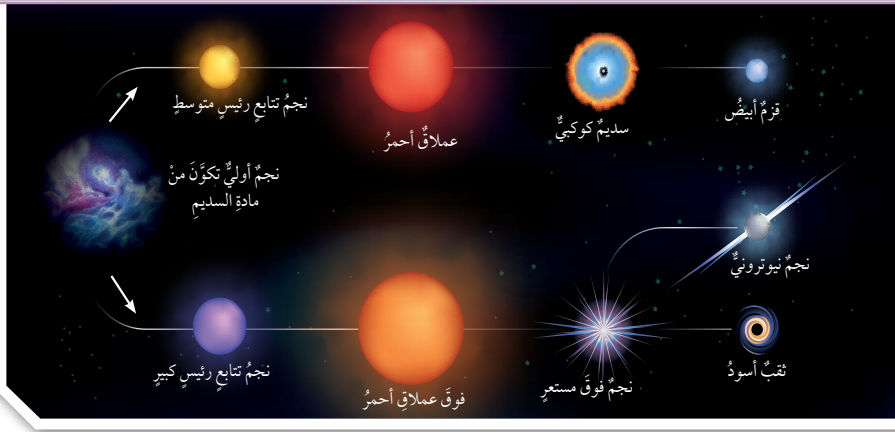 نجمُ تتابعٍ رئيسٍ متوسطٍ
عملاقٌ أحمرُ
سديمٌ كوكبيٌّ
قزمٌ أبيضُ
نجمٌ أوليٌّ تكوَّنَ منْ
مادةِ السديمِ
نجمٌ نيوترونيٌّ
نجمُ تتابعٍ رئيسٍ كبيرٍ
فوقَ عملاقٍ أحمرُ
نجمٌ فوقَ مستعرٍ
ثقبٌ أسودُ